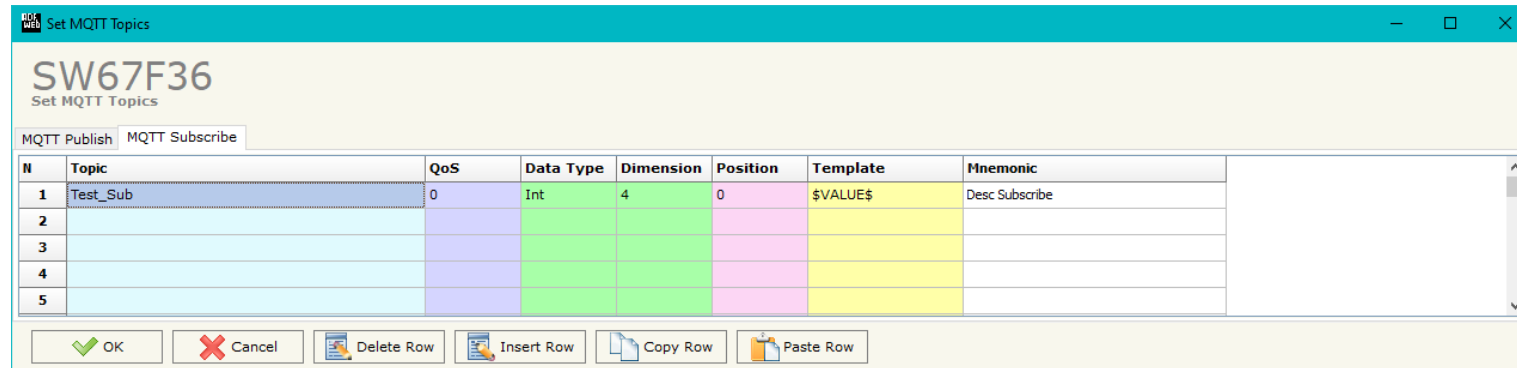 ADF WEB Set MQTT Topics
SW67F36
Set MQTT Topics
MQTT Publish MQTT Subscribe
N Topic QoS Data Type Dimension Position Template Mnemonic
1 Test_Sub 0 Int 4 0 $VALUE$ Desc Subscribe
2
3
4
5
OK Cancel Delete Row Insert Row Copy Row Paste Row